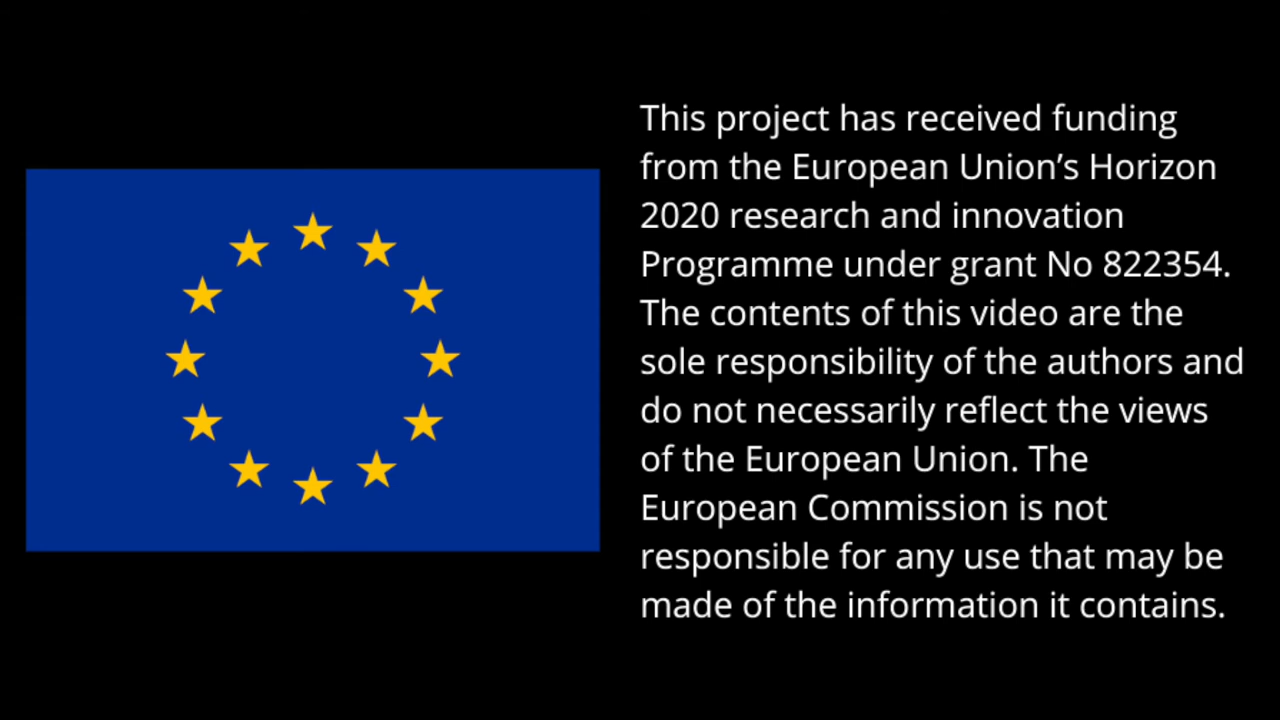 This project has received funding
from the European Union’s Horizon
2020 research and innovation
Programme under grant No 822354.
The contents of this video are the
sole responsibility of the authors and
do not necessarily reflect the views
of the European Union. The
European Commission is not
responsible for any use that may be
made of the information it contains.